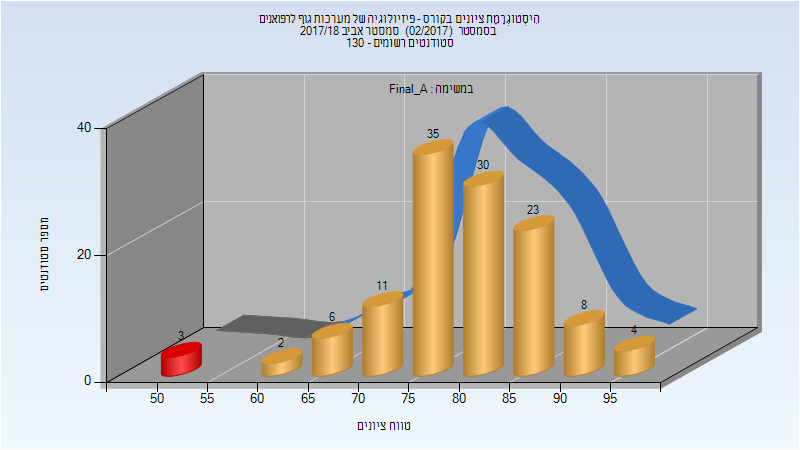 היסטוגרמת ציונים בקורס - פיזיולוגיה של מערכות גוף לרפואנים
בסמסטר (02/2017) סמסטר אביב 2017/18
סטודנטים רשומים - 130
במשימה : Final_A
מספר סטודנטים
40
20
0
3
2
6
11
35
30
23
8
4
50 55 60 65 70 75 80 85 90 95
טווח ציונים